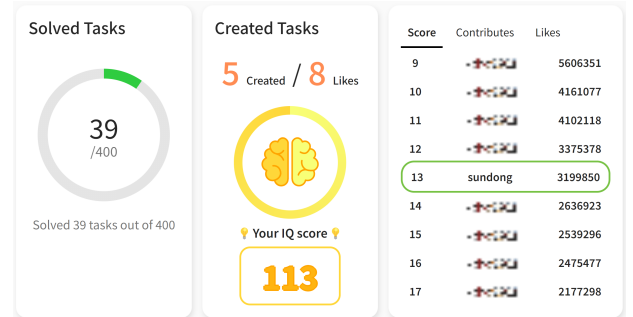 Solved Tasks
39
/400
Solved 39 tasks out of 400
Created Tasks
5 Created / 8 Likes
Your IQ score
113
Score Contributes Likes
9 5606351
10 4161077
11 4102118
12 3375378
13 sundong 3199850
14 2636923
15 2539296
16 2475477
17 2177298